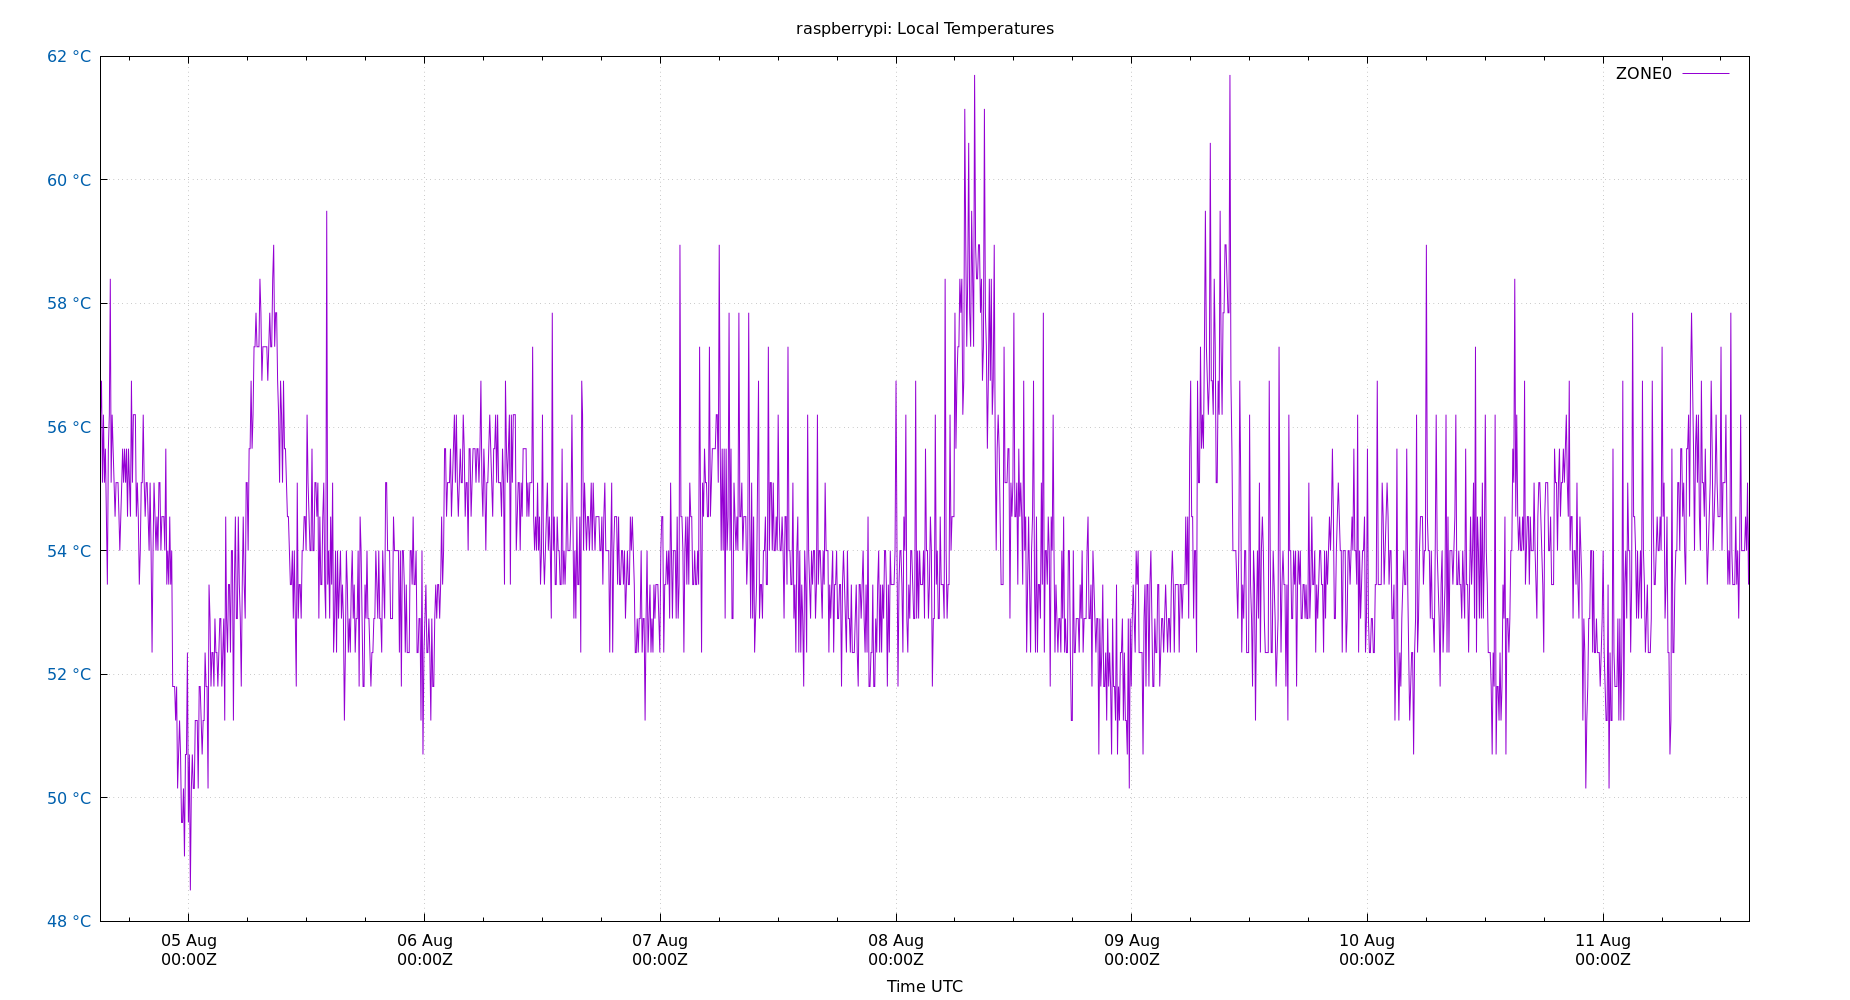 raspberrypi: Local Temperatures
62 °C
ZONE0
60 °C
58 °C
56 °C
54 °C
52 °C
50 °C
48 °C
05 Aug 06 Aug 07 Aug 08 Aug 09 Aug 10 Aug 11 Aug
00:00Z 00:00Z 00:00Z 00:00Z 00:00Z 00:00Z 00:00Z
Time UTC